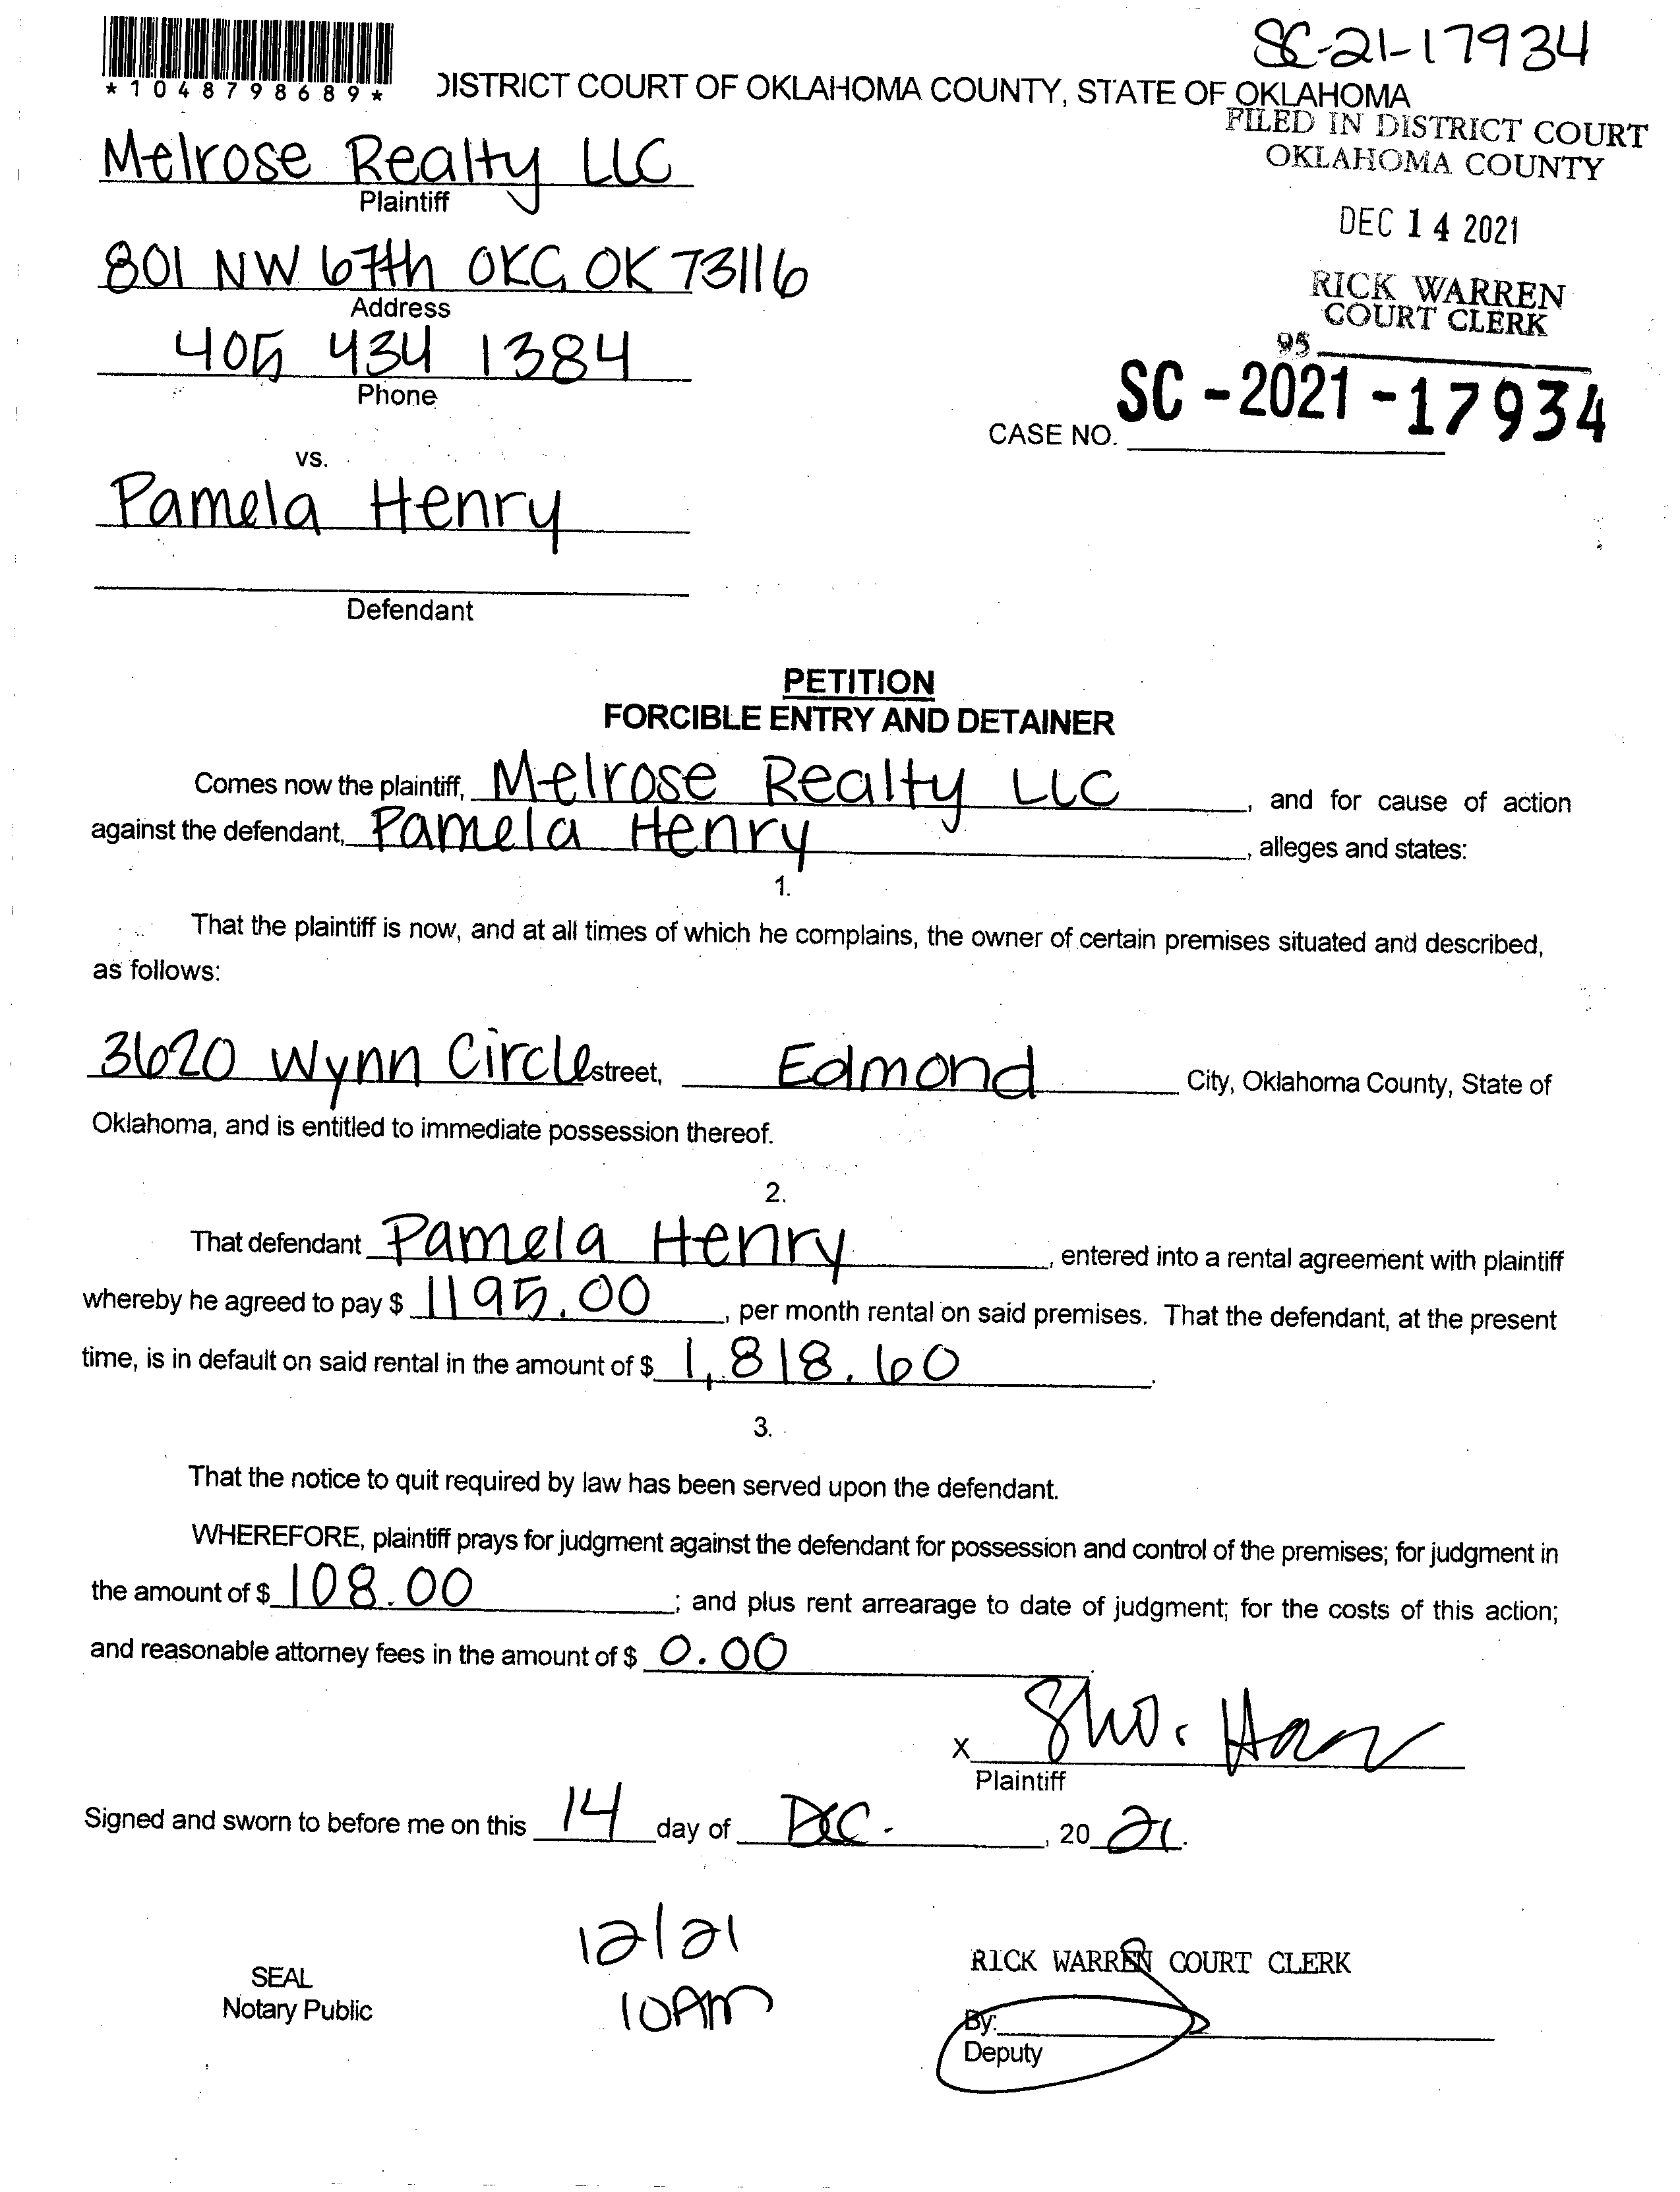 SC-21-17934
*1048798689*
DISTRICT COURT OF OKLAHOMA COUNTY, STATE OF OKLAHOMA
FILED IN DISTRICT COURT
OKLAHOMA COUNTY
Melrose Realty LLC
Plaintiff
DEC 14 2021
801 NW 67th OKC, OK 73116
Address
RICK WARREN
COURT CLERK
405 434 1384
Phone
95
SC-2021-17934
CASE NO.
vs.
Pamela Henry
Defendant
PETITION
FORCIBLE ENTRY AND DETAINER
Comes now the plaintiff, Melrose Realty LLC, and for cause of action
against the defendant, Pamela Henry, alleges and states:
1.
That the plaintiff is now, and at all times of which he complains, the owner of certain premises situated and described,
as follows:
3620 Wynn Circle street, Edmond City, Oklahoma County, State of
Oklahoma, and is entitled to immediate possession thereof.
2.
That defendant Pamela Henry, entered into a rental agreement with plaintiff
whereby he agreed to pay $ 1195.00, per month rental on said premises. That the defendant, at the present
time, is in default on said rental in the amount of $ 1,818.60.
3.
That the notice to quit required by law has been served upon the defendant.
WHEREFORE, plaintiff prays for judgment against the defendant for possession and control of the premises; for judgment in
the amount of $ 108.00; and plus rent arrearage to date of judgment; for the costs of this action;
and reasonable attorney fees in the amount of $ 0.00.
X
Plaintiff
Signed and sworn to before me on this 14 day of DEC., 20 21.
12/21
10AM
SEAL
Notary Public
RICK WARREN COURT CLERK
By:
Deputy